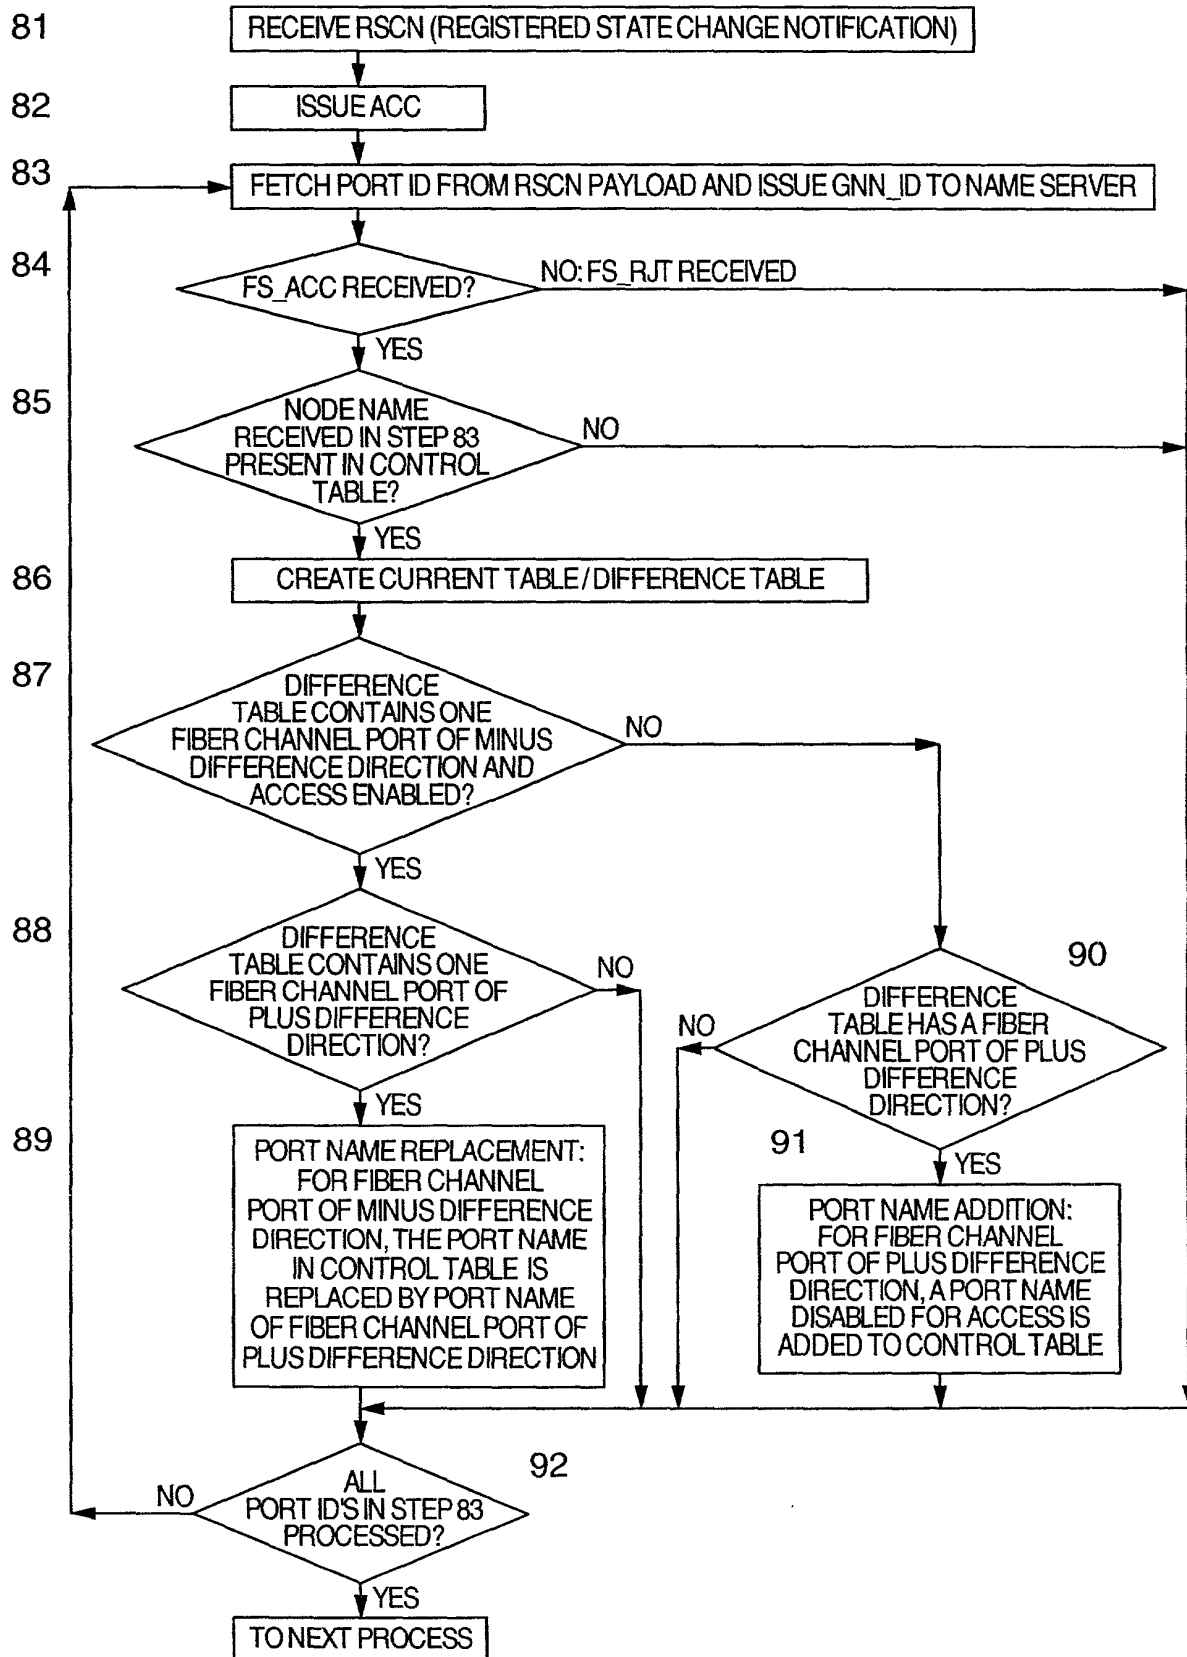 81
RECEIVE RSCN (REGISTERED STATE CHANGE NOTIFICATION)
82
ISSUE ACC
83
FETCH PORT ID FROM RSCN PAYLOAD AND ISSUE GNN_ID TO NAME SERVER
84
FS_ACC RECEIVED?
NO: FS_RJT RECEIVED
YES
85
NODE NAME
RECEIVED IN STEP 83
PRESENT IN CONTROL
TABLE?
NO
YES
86
CREATE CURRENT TABLE / DIFFERENCE TABLE
87
DIFFERENCE
TABLE CONTAINS ONE
FIBER CHANNEL PORT OF MINUS
DIFFERENCE DIRECTION AND
ACCESS ENABLED?
NO
YES
88
DIFFERENCE
TABLE CONTAINS ONE
FIBER CHANNEL PORT OF
PLUS DIFFERENCE
DIRECTION?
NO
YES
90
DIFFERENCE
TABLE HAS A FIBER
CHANNEL PORT OF PLUS
DIFFERENCE
DIRECTION?
NO
YES
89
PORT NAME REPLACEMENT:
FOR FIBER CHANNEL
PORT OF MINUS DIFFERENCE
DIRECTION, THE PORT NAME
IN CONTROL TABLE IS
REPLACED BY PORT NAME
OF FIBER CHANNEL PORT OF
PLUS DIFFERENCE DIRECTION
91
PORT NAME ADDITION:
FOR FIBER CHANNEL
PORT OF PLUS DIFFERENCE
DIRECTION, A PORT NAME
DISABLED FOR ACCESS IS
ADDED TO CONTROL TABLE
92
ALL
PORT ID'S IN STEP 83
PROCESSED?
NO
YES
TO NEXT PROCESS